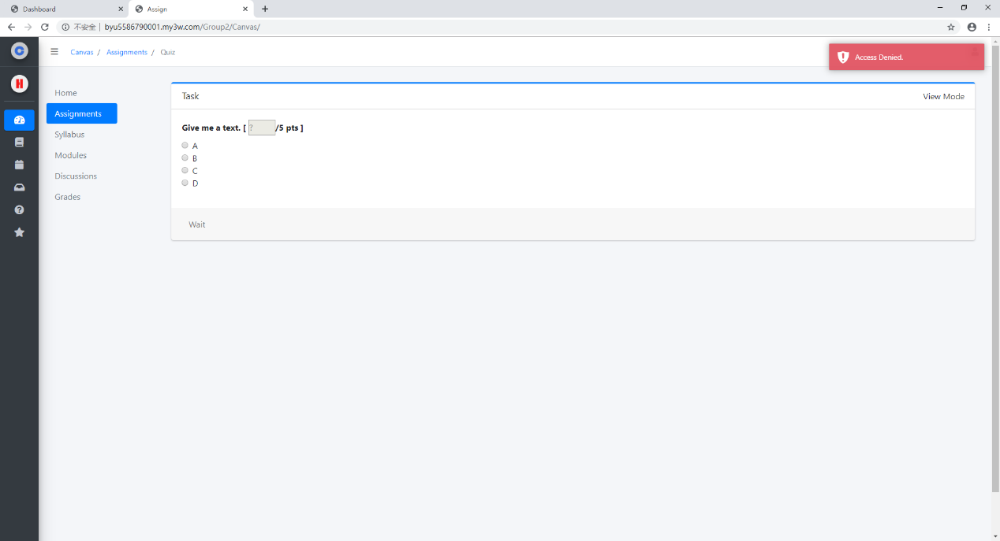 Dashboard
Assign
不安全 | byu5586790001.my3w.com/Group2/Canvas/
Canvas / Assignments / Quiz
Access Denied.
Home
Assignments
Syllabus
Modules
Discussions
Grades
Task
View Mode
Give me a text. [ ? /5 pts ]
A
B
C
D
Wait